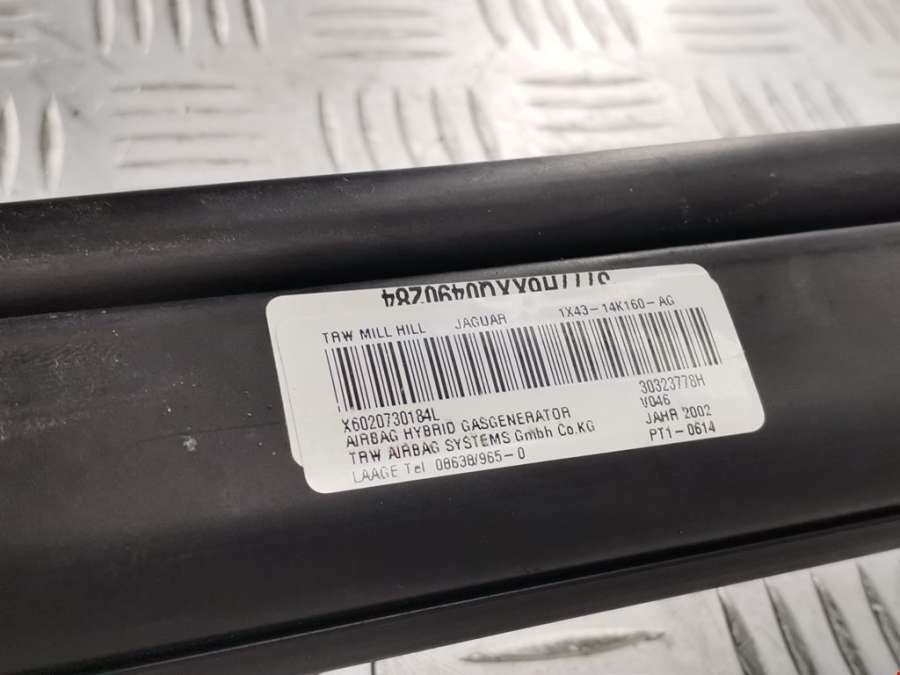 TRW MILL HILL JAGUAR 1X43-14K160-AG
X6020730184L 30323778H
AIRBAG HYBRID GASGENERATOR V046
TRW AIRBAG SYSTEMS Gmbh Co.KG JAHR 2002
LAAGE Tel 08638/965-0 PT1-0614